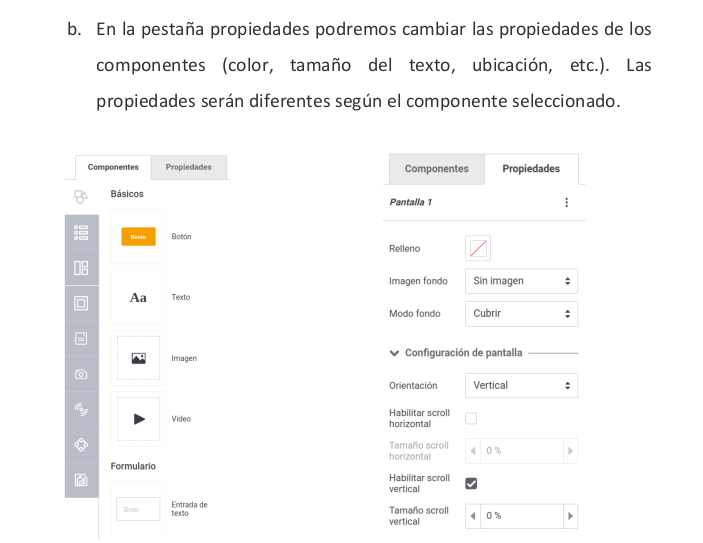 b. En la pestaña propiedades podremos cambiar las propiedades de los
componentes (color, tamaño del texto, ubicación, etc.). Las
propiedades serán diferentes según el componente seleccionado.
Componentes Propiedades
Básicos
Botón
Botón
Aa
Texto
Imagen
Video
Formulario
Texto
Entrada de
texto
Componentes Propiedades
Pantalla 1
Relleno
Imagen fondo Sin imagen
Modo fondo Cubrir
Configuración de pantalla
Orientación Vertical
Habilitar scroll
horizontal
Tamaño scroll
horizontal
0 %
Habilitar scroll
vertical
Tamaño scroll
vertical
0 %